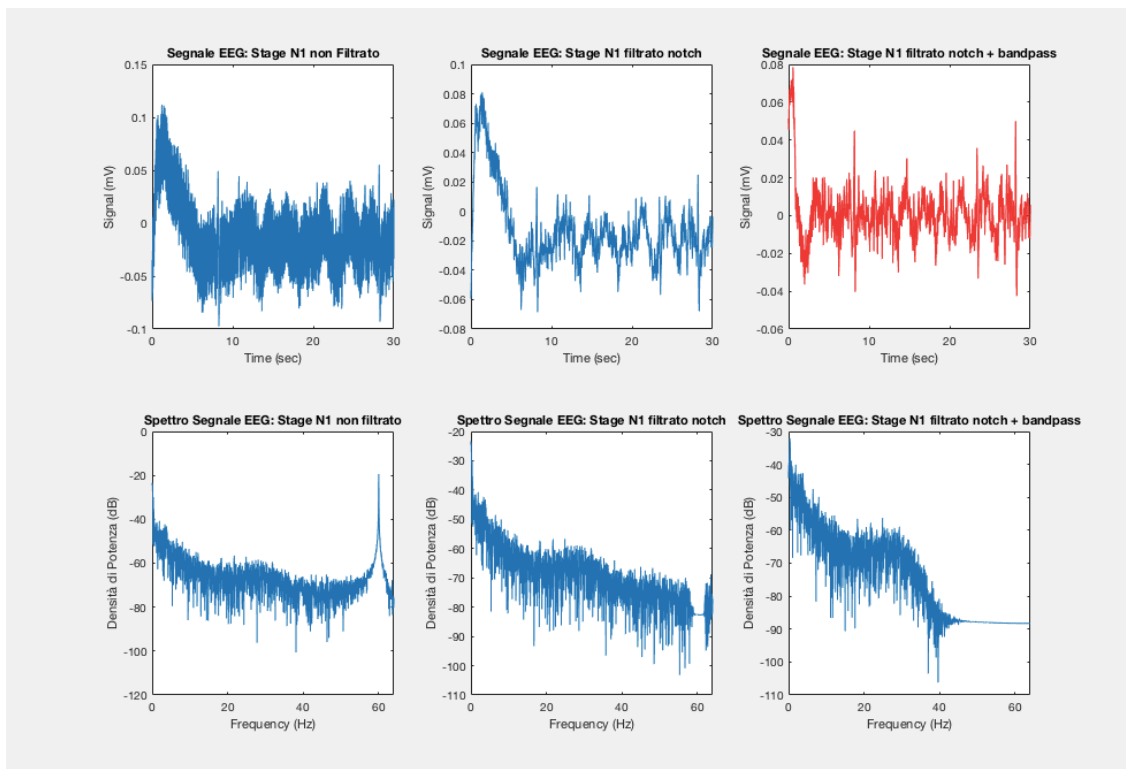 Segnale EEG: Stage N1 non Filtrato
0.15
0.1
0.05
0
-0.05
-0.1
Signal (mV)
0 10 20 30
Time (sec)
Segnale EEG: Stage N1 filtrato notch
0.1
0.08
0.06
0.04
0.02
0
-0.02
-0.04
-0.06
-0.08
Signal (mV)
0 10 20 30
Time (sec)
Segnale EEG: Stage N1 filtrato notch + bandpass
0.08
0.06
0.04
0.02
0
-0.02
-0.04
-0.06
Signal (mV)
0 10 20 30
Time (sec)
Spettro Segnale EEG: Stage N1 non filtrato
0
-20
-40
-60
-80
-100
-120
Densità di Potenza (dB)
0 20 40 60
Frequency (Hz)
Spettro Segnale EEG: Stage N1 filtrato notch
-20
-30
-40
-50
-60
-70
-80
-90
-100
-110
Densità di Potenza (dB)
0 20 40 60
Frequency (Hz)
Spettro Segnale EEG: Stage N1 filtrato notch + bandpass
-30
-40
-50
-60
-70
-80
-90
-100
-110
Densità di Potenza (dB)
0 20 40 60
Frequency (Hz)